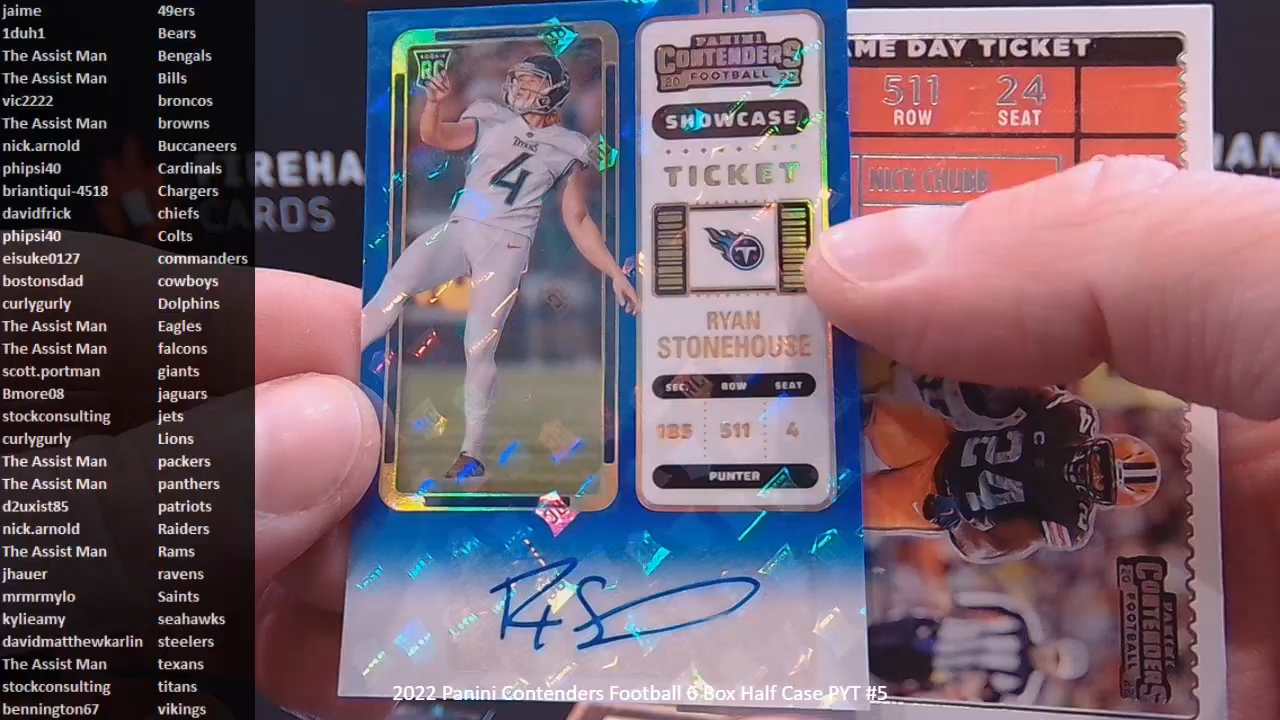 jaime 49ers
1duh1 Bears
The Assist Man Bengals
The Assist Man Bills
vic2222 broncos
The Assist Man browns
nick.arnold Buccaneers
phipsi40 Cardinals
briantiqui-4518 Chargers
davidfrick chiefs
phipsi40 Colts
eisuke0127 commanders
bostonsdad cowboys
curlygurly Dolphins
The Assist Man Eagles
The Assist Man falcons
scott.portman giants
Bmore08 jaguars
stockconsulting jets
curlygurly Lions
The Assist Man packers
The Assist Man panthers
d2uxist85 patriots
nick.arnold Raiders
The Assist Man Rams
jhauer ravens
mrmrmylo Saints
kylieamy seahawks
davidmatthewkarlin steelers
The Assist Man texans
stockconsulting titans
bennington67 vikings
CARDS
RC
TITANS
4
PANINI
CONTENDERS
20 FOOTBALL 22
SHOWCASE
TICKET
RYAN
STONEHOUSE
SEC. ROW SEAT
185 511 4
PUNTER
AME DAY TICKET
511 24
ROW SEAT
NICK CHUBB
24
PANINI
CONTENDERS
20 FOOTBALL 22
2022 Panini Contenders Football 6 Box Half Case PYT #5